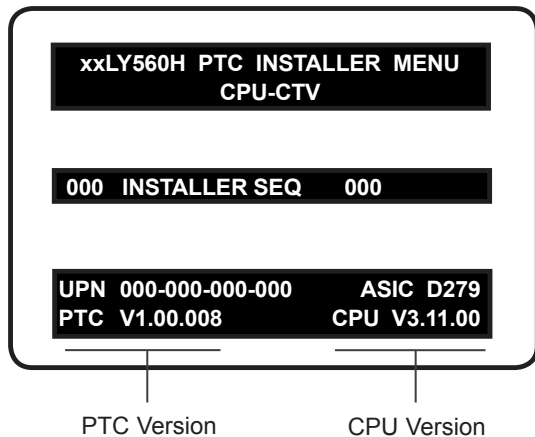 xxLY560H PTC INSTALLER MENU
CPU-CTV
000 INSTALLER SEQ 000
UPN 000-000-000-000 ASIC D279
PTC V1.00.008 CPU V3.11.00
PTC Version CPU Version